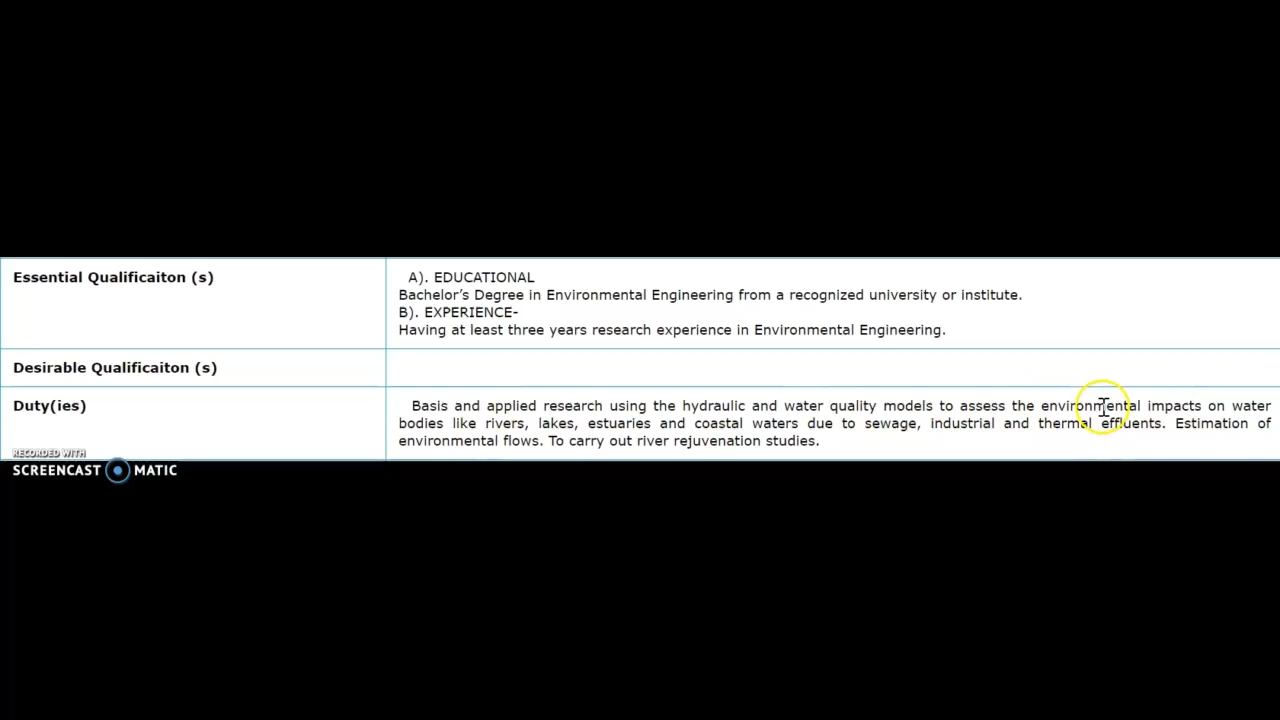 Essential Qualificaiton (s)
A). EDUCATIONAL
Bachelor’s Degree in Environmental Engineering from a recognized university or institute.
B). EXPERIENCE-
Having at least three years research experience in Environmental Engineering.
Desirable Qualificaiton (s)
Duty(ies)
Basis and applied research using the hydraulic and water quality models to assess the environmental impacts on water
bodies like rivers, lakes, estuaries and coastal waters due to sewage, industrial and thermal effluents. Estimation of
environmental flows. To carry out river rejuvenation studies.
RECORDED WITH
SCREENCAST MATIC